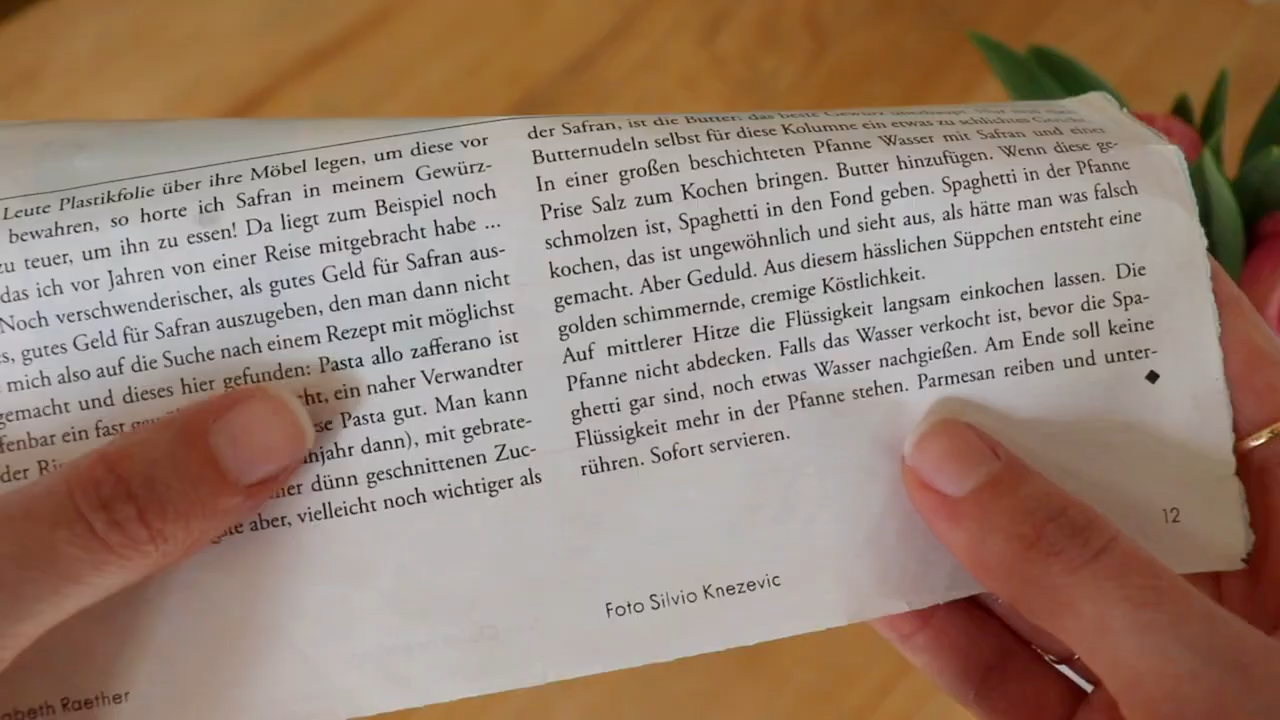 Leute Plastikfolie über ihre Möbel legen, um diese vor
bewahren, so horte ich Safran in meinem Gewürz-
zu teuer, um ihn zu essen! Da liegt zum Beispiel noch
das ich vor Jahren von einer Reise mitgebracht habe ...
Noch verschwenderischer, als gutes Geld für Safran aus-
gutes Geld für Safran auszugeben, den man dann nicht
mich also auf die Suche nach einem Rezept mit möglichst
gemacht und dieses hier gefunden: Pasta allo zafferano ist
ein fast ein naher Verwandter
der Pasta gut. Man kann
dann), mit gebrate-
dünn geschnittenen Zuc-
aber, vielleicht noch wichtiger als
der Safran, ist die Butter: das beste Gewürz
Butternudeln selbst für diese Kolumne ein etwas zu schlichtes Gericht.
In einer großen beschichteten Pfanne Wasser mit Safran und einer
Prise Salz zum Kochen bringen. Butter hinzufügen. Wenn diese ge-
schmolzen ist, Spaghetti in den Fond geben. Spaghetti in der Pfanne
kochen, das ist ungewöhnlich und sieht aus, als hätte man was falsch
gemacht. Aber Geduld. Aus diesem hässlichen Süppchen entsteht eine
golden schimmernde, cremige Köstlichkeit.
Auf mittlerer Hitze die Flüssigkeit langsam einkochen lassen. Die
Pfanne nicht abdecken. Falls das Wasser verkocht ist, bevor die Spa-
ghetti gar sind, noch etwas Wasser nachgießen. Am Ende soll keine
Flüssigkeit mehr in der Pfanne stehen. Parmesan reiben und unter-
rühren. Sofort servieren.
12
Foto Silvio Knezevic
Raether